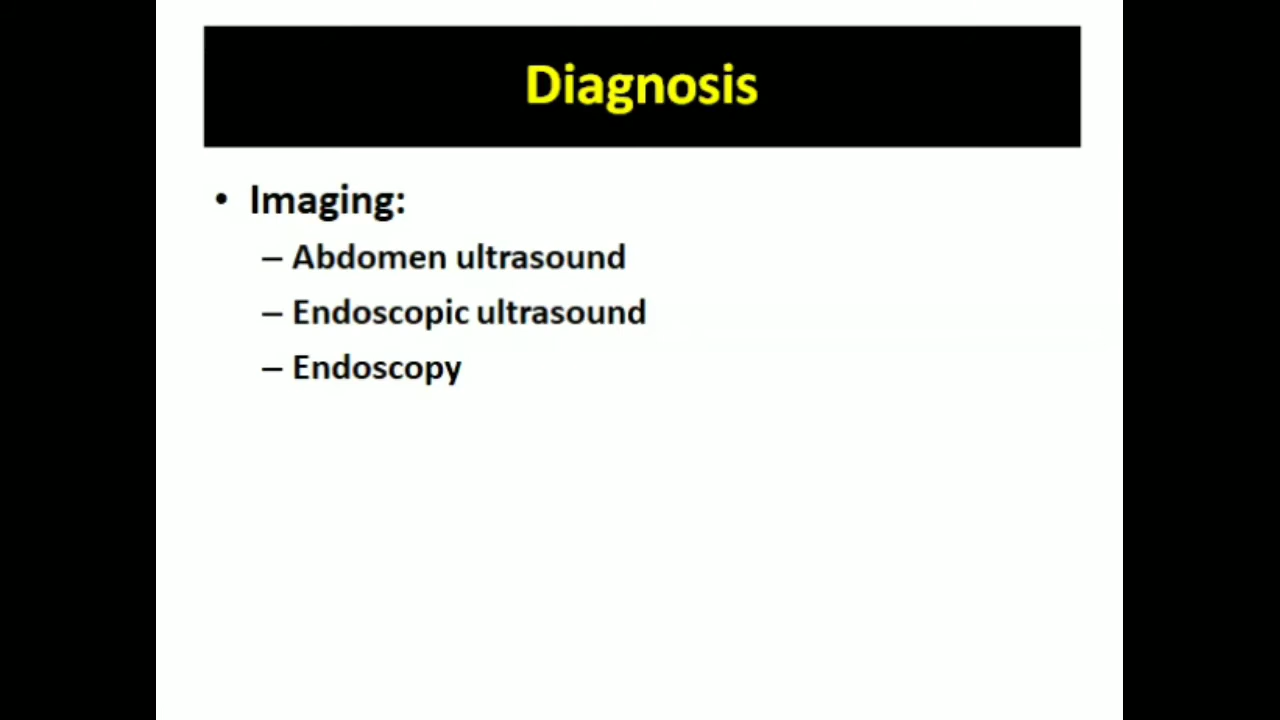 Diagnosis
• Imaging:
– Abdomen ultrasound
– Endoscopic ultrasound
– Endoscopy